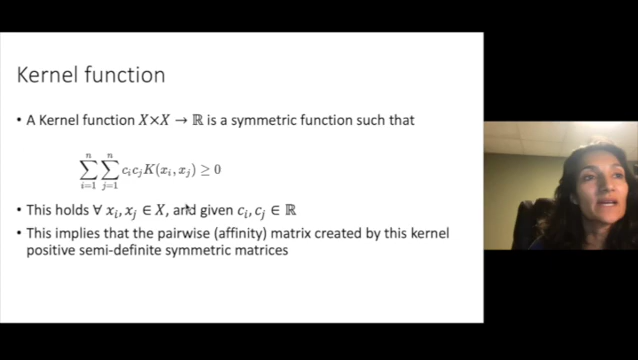 Kernel function
• A Kernel function X×X → ℝ is a symmetric function such that
∑_{i=1}^{n} ∑_{j=1}^{n} c_i c_j K(x_i, x_j) ≥ 0
• This holds ∀ x_i, x_j ∈ X, and given c_i, c_j ∈ ℝ
• This implies that the pairwise (affinity) matrix created by this kernel
positive semi-definite symmetric matrices